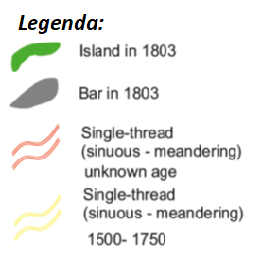 Legenda:
Island in 1803
Bar in 1803
Single-thread
(sinuous - meandering)
unknown age
Single-thread
(sinuous - meandering)
1500- 1750